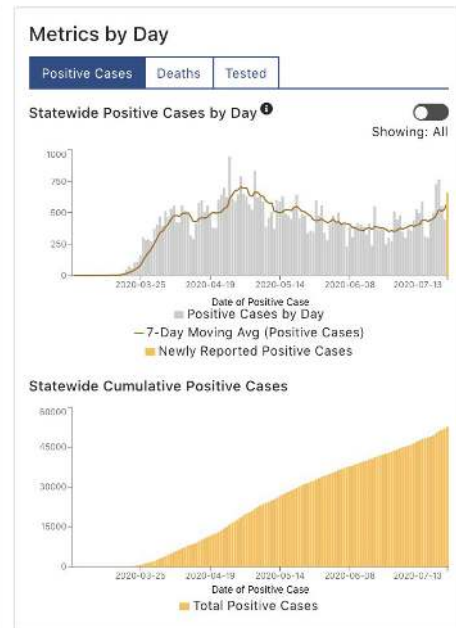 Metrics by Day
Positive Cases Deaths Tested
Statewide Positive Cases by Day
Showing: All
1000
750
500
250
0
2020-03-25 2020-04-19 2020-05-14 2020-06-08 2020-07-13
Date of Positive Case
Positive Cases by Day
7-Day Moving Avg (Positive Cases)
Newly Reported Positive Cases
Statewide Cumulative Positive Cases
60000
45000
30000
15000
0
2020-03-25 2020-04-19 2020-05-14 2020-06-08 2020-07-13
Date of Positive Case
Total Positive Cases